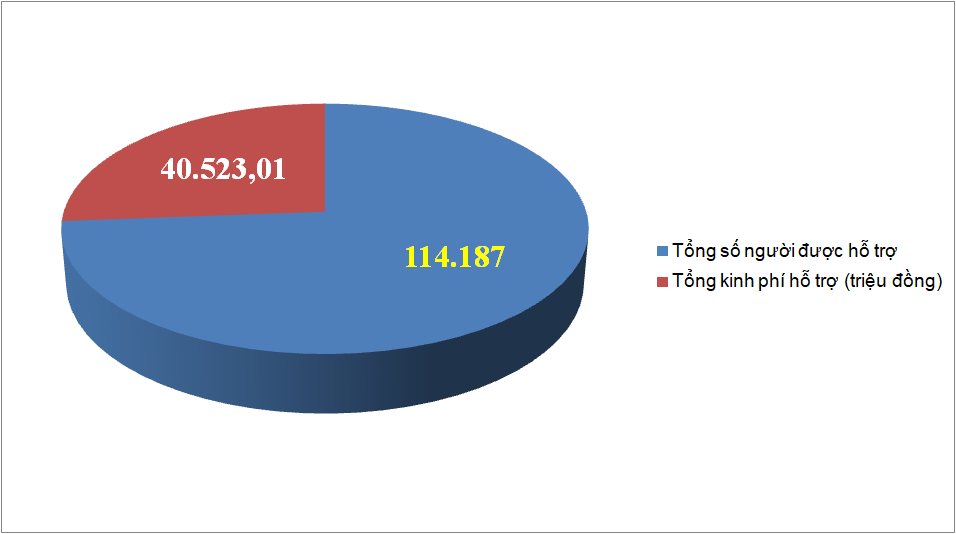 40.523,01
114.187
Tổng số người được hỗ trợ
Tổng kinh phí hỗ trợ (triệu đồng)